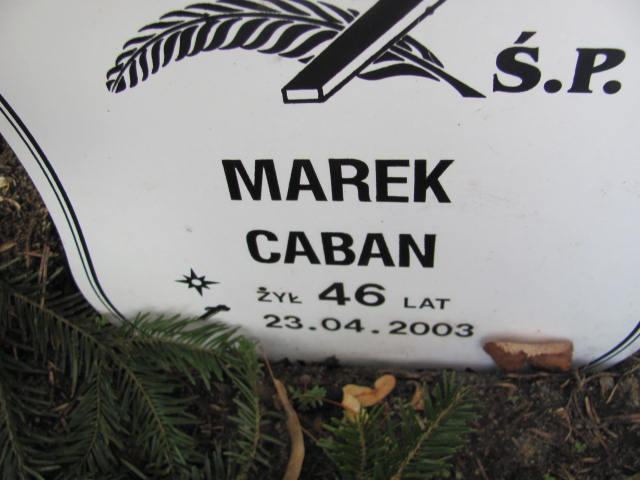 Ś.P.
MAREK
CABAN
ŻYŁ 46 LAT
23.04.2003